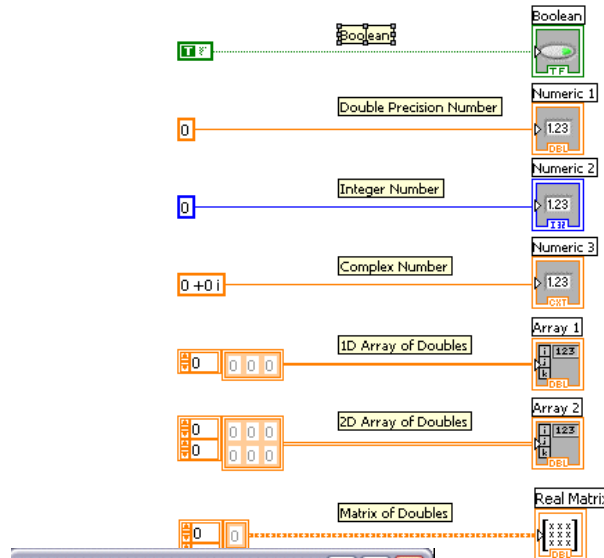 Boolean
Boolean
T F
TF
Numeric 1
Double Precision Number
0
1.23
DBL
Numeric 2
Integer Number
0
1.23
I32
Numeric 3
Complex Number
0 +0 i
1.23
CXT
Array 1
1D Array of Doubles
0
0 0 0
i
j
k
123
DBL
Array 2
2D Array of Doubles
0
0
0 0 0
0 0 0
i
j
k
123
DBL
Real Matrix
Matrix of Doubles
0
0
X X X
X X X
X X X
DBL